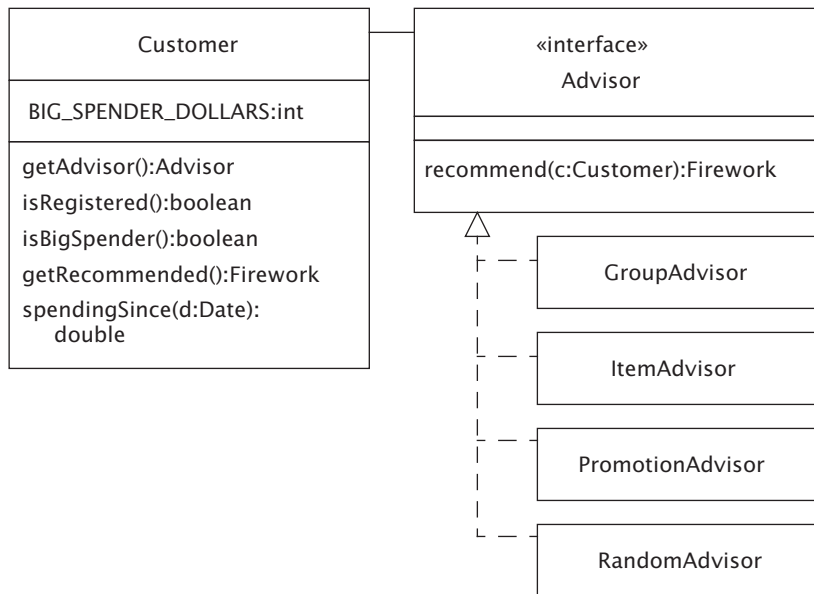 Customer
BIG_SPENDER_DOLLARS:int
getAdvisor():Advisor
isRegistered():boolean
isBigSpender():boolean
getRecommended():Firework
spendingSince(d:Date):
double
«interface»
Advisor
recommend(c:Customer):Firework
GroupAdvisor
ItemAdvisor
PromotionAdvisor
RandomAdvisor